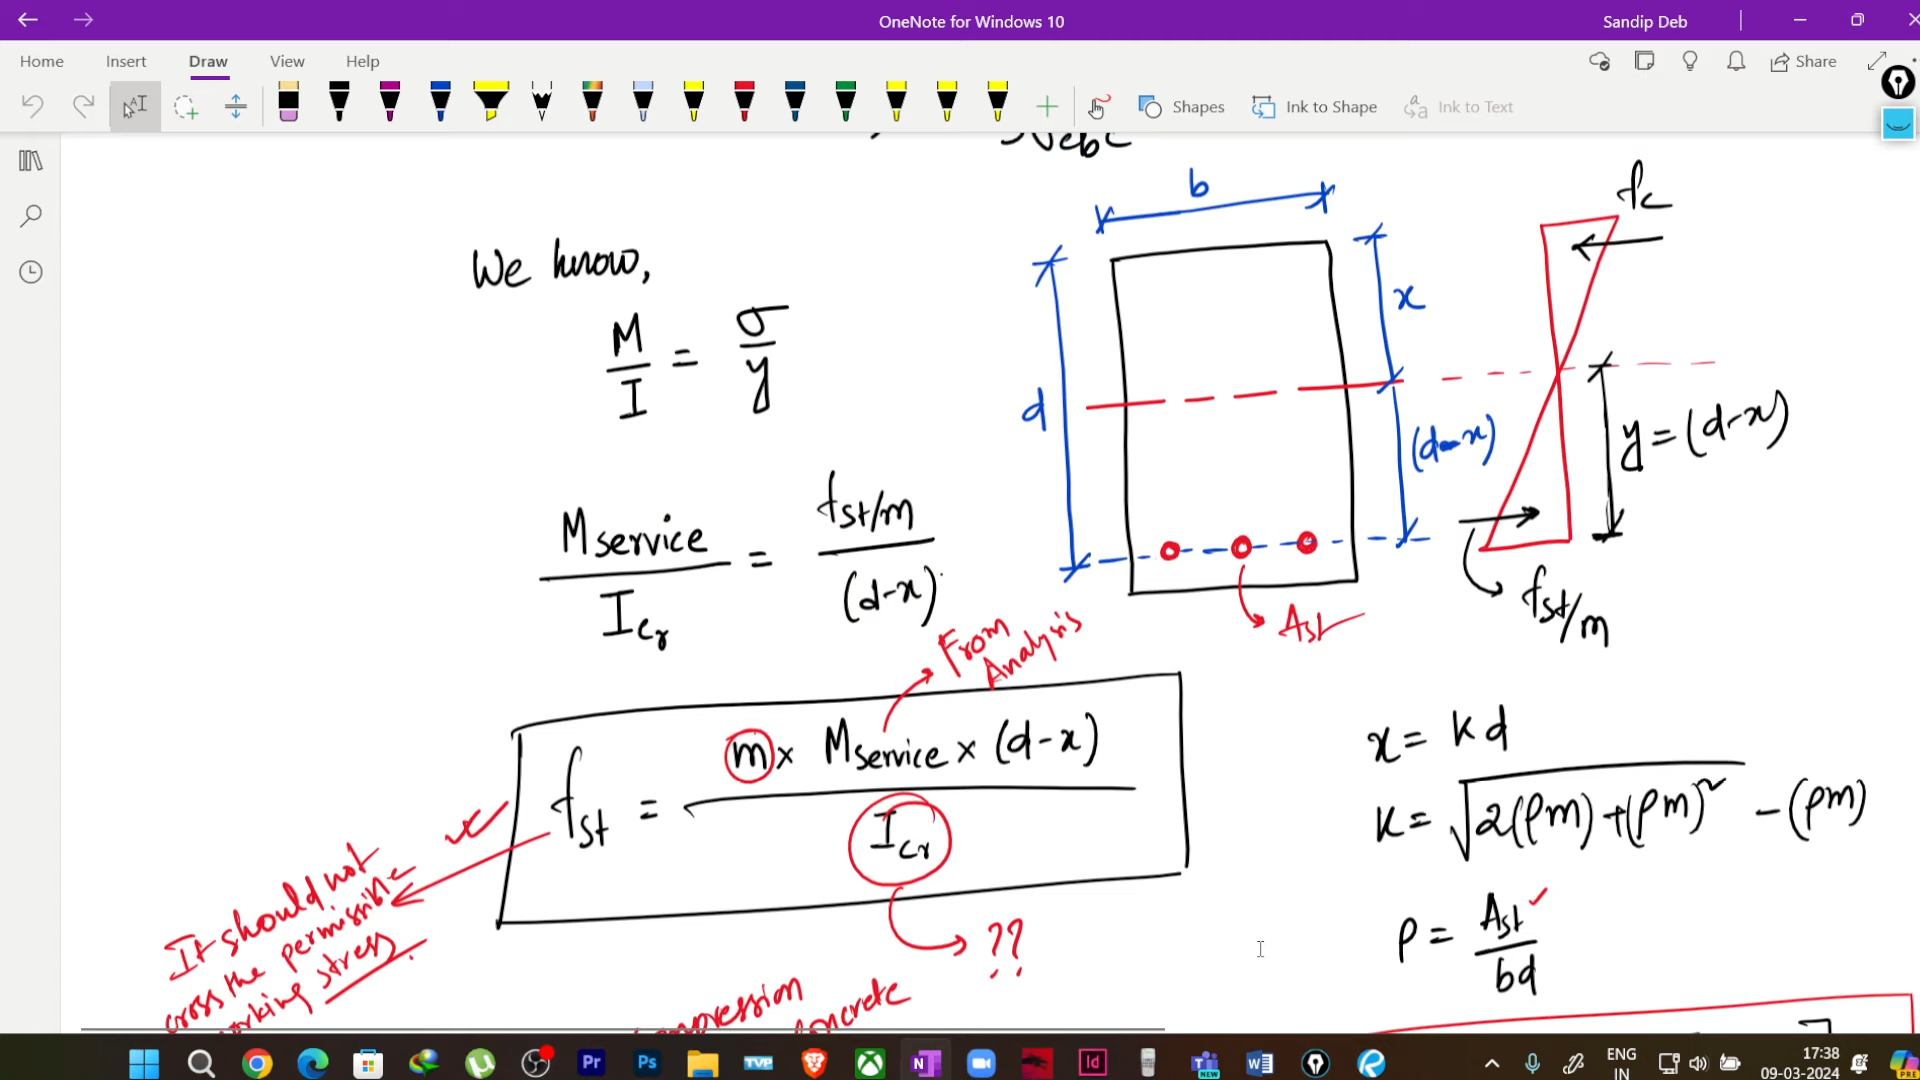 OneNote for Windows 10
Sandip Deb
Home Insert Draw View Help
Share
Shapes Ink to Shape Ink to Text
We know,
M/I = σ/y
Mservice/Icr = (fst/m)/(d-x)
From
Analysis
fst = (m x Mservice x (d-x))/Icr
??
It should not
cross the permissible
working stress.
compression
concrete
b
d
x
(d-x)
Ast
fc
y = (d-x)
fst/m
x = Kd
K = √(2(ρm)+(ρm)²) - (ρm)
ρ = Ast/bd
ENG
IN
17:38
09-03-2024